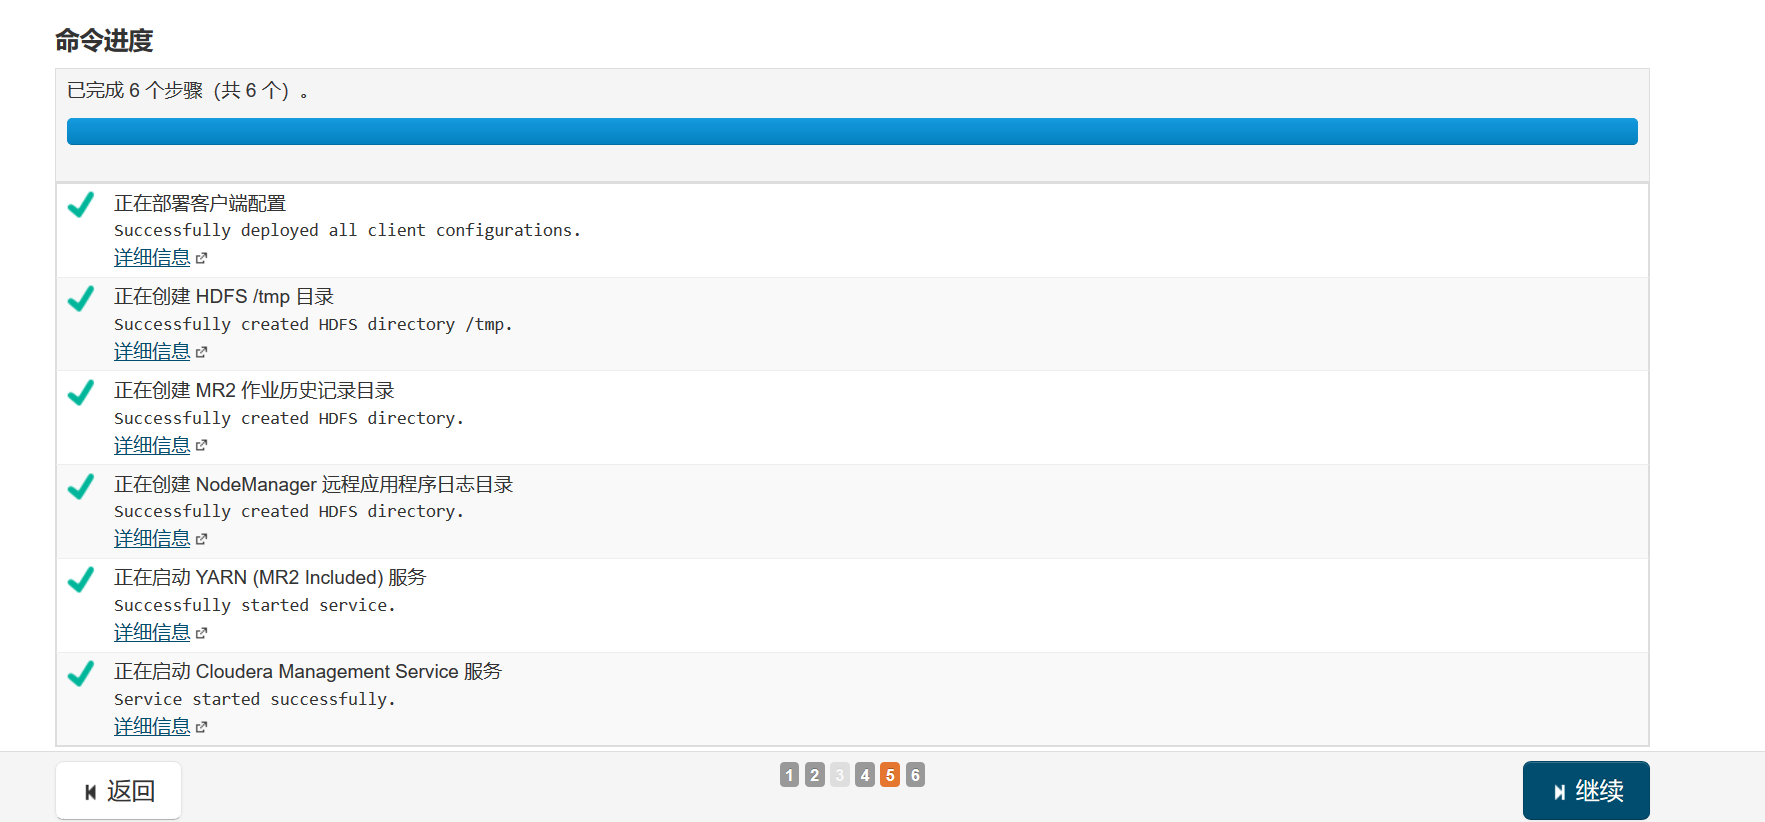 命令进度
已完成 6 个步骤（共 6 个）。
正在部署客户端配置
Successfully deployed all client configurations.
详细信息
正在创建 HDFS /tmp 目录
Successfully created HDFS directory /tmp.
详细信息
正在创建 MR2 作业历史记录目录
Successfully created HDFS directory.
详细信息
正在创建 NodeManager 远程应用程序日志目录
Successfully created HDFS directory.
详细信息
正在启动 YARN (MR2 Included) 服务
Successfully started service.
详细信息
正在启动 Cloudera Management Service 服务
Service started successfully.
详细信息
返回 1 2 3 4 5 6 继续